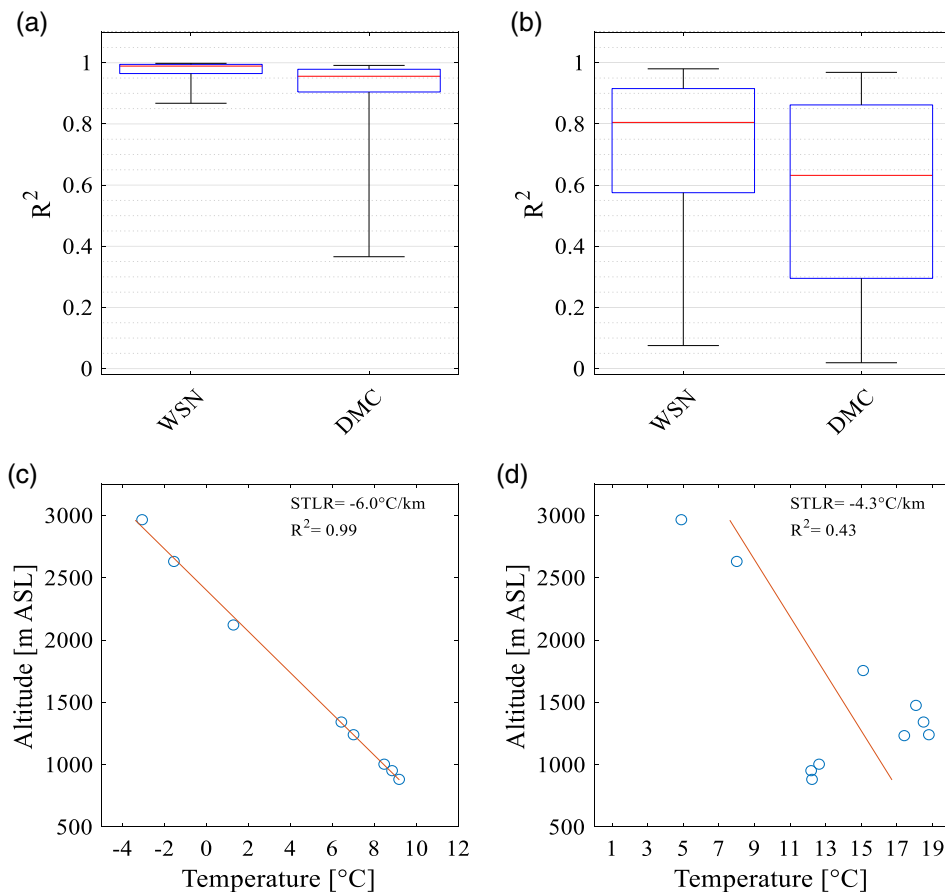 (a)
(b)
1
0.8
0.6
0.4
0.2
0
R²
WSN
DMC
1
0.8
0.6
0.4
0.2
0
R²
WSN
DMC
(c)
(d)
STLR= -6.0°C/km
R²= 0.99
3000
2500
2000
1500
1000
500
Altitude [m ASL]
-4 -2 0 2 4 6 8 10 12
Temperature [°C]
STLR= -4.3°C/km
R²= 0.43
3000
2500
2000
1500
1000
500
Altitude [m ASL]
1 3 5 7 9 11 13 15 17 19
Temperature [°C]